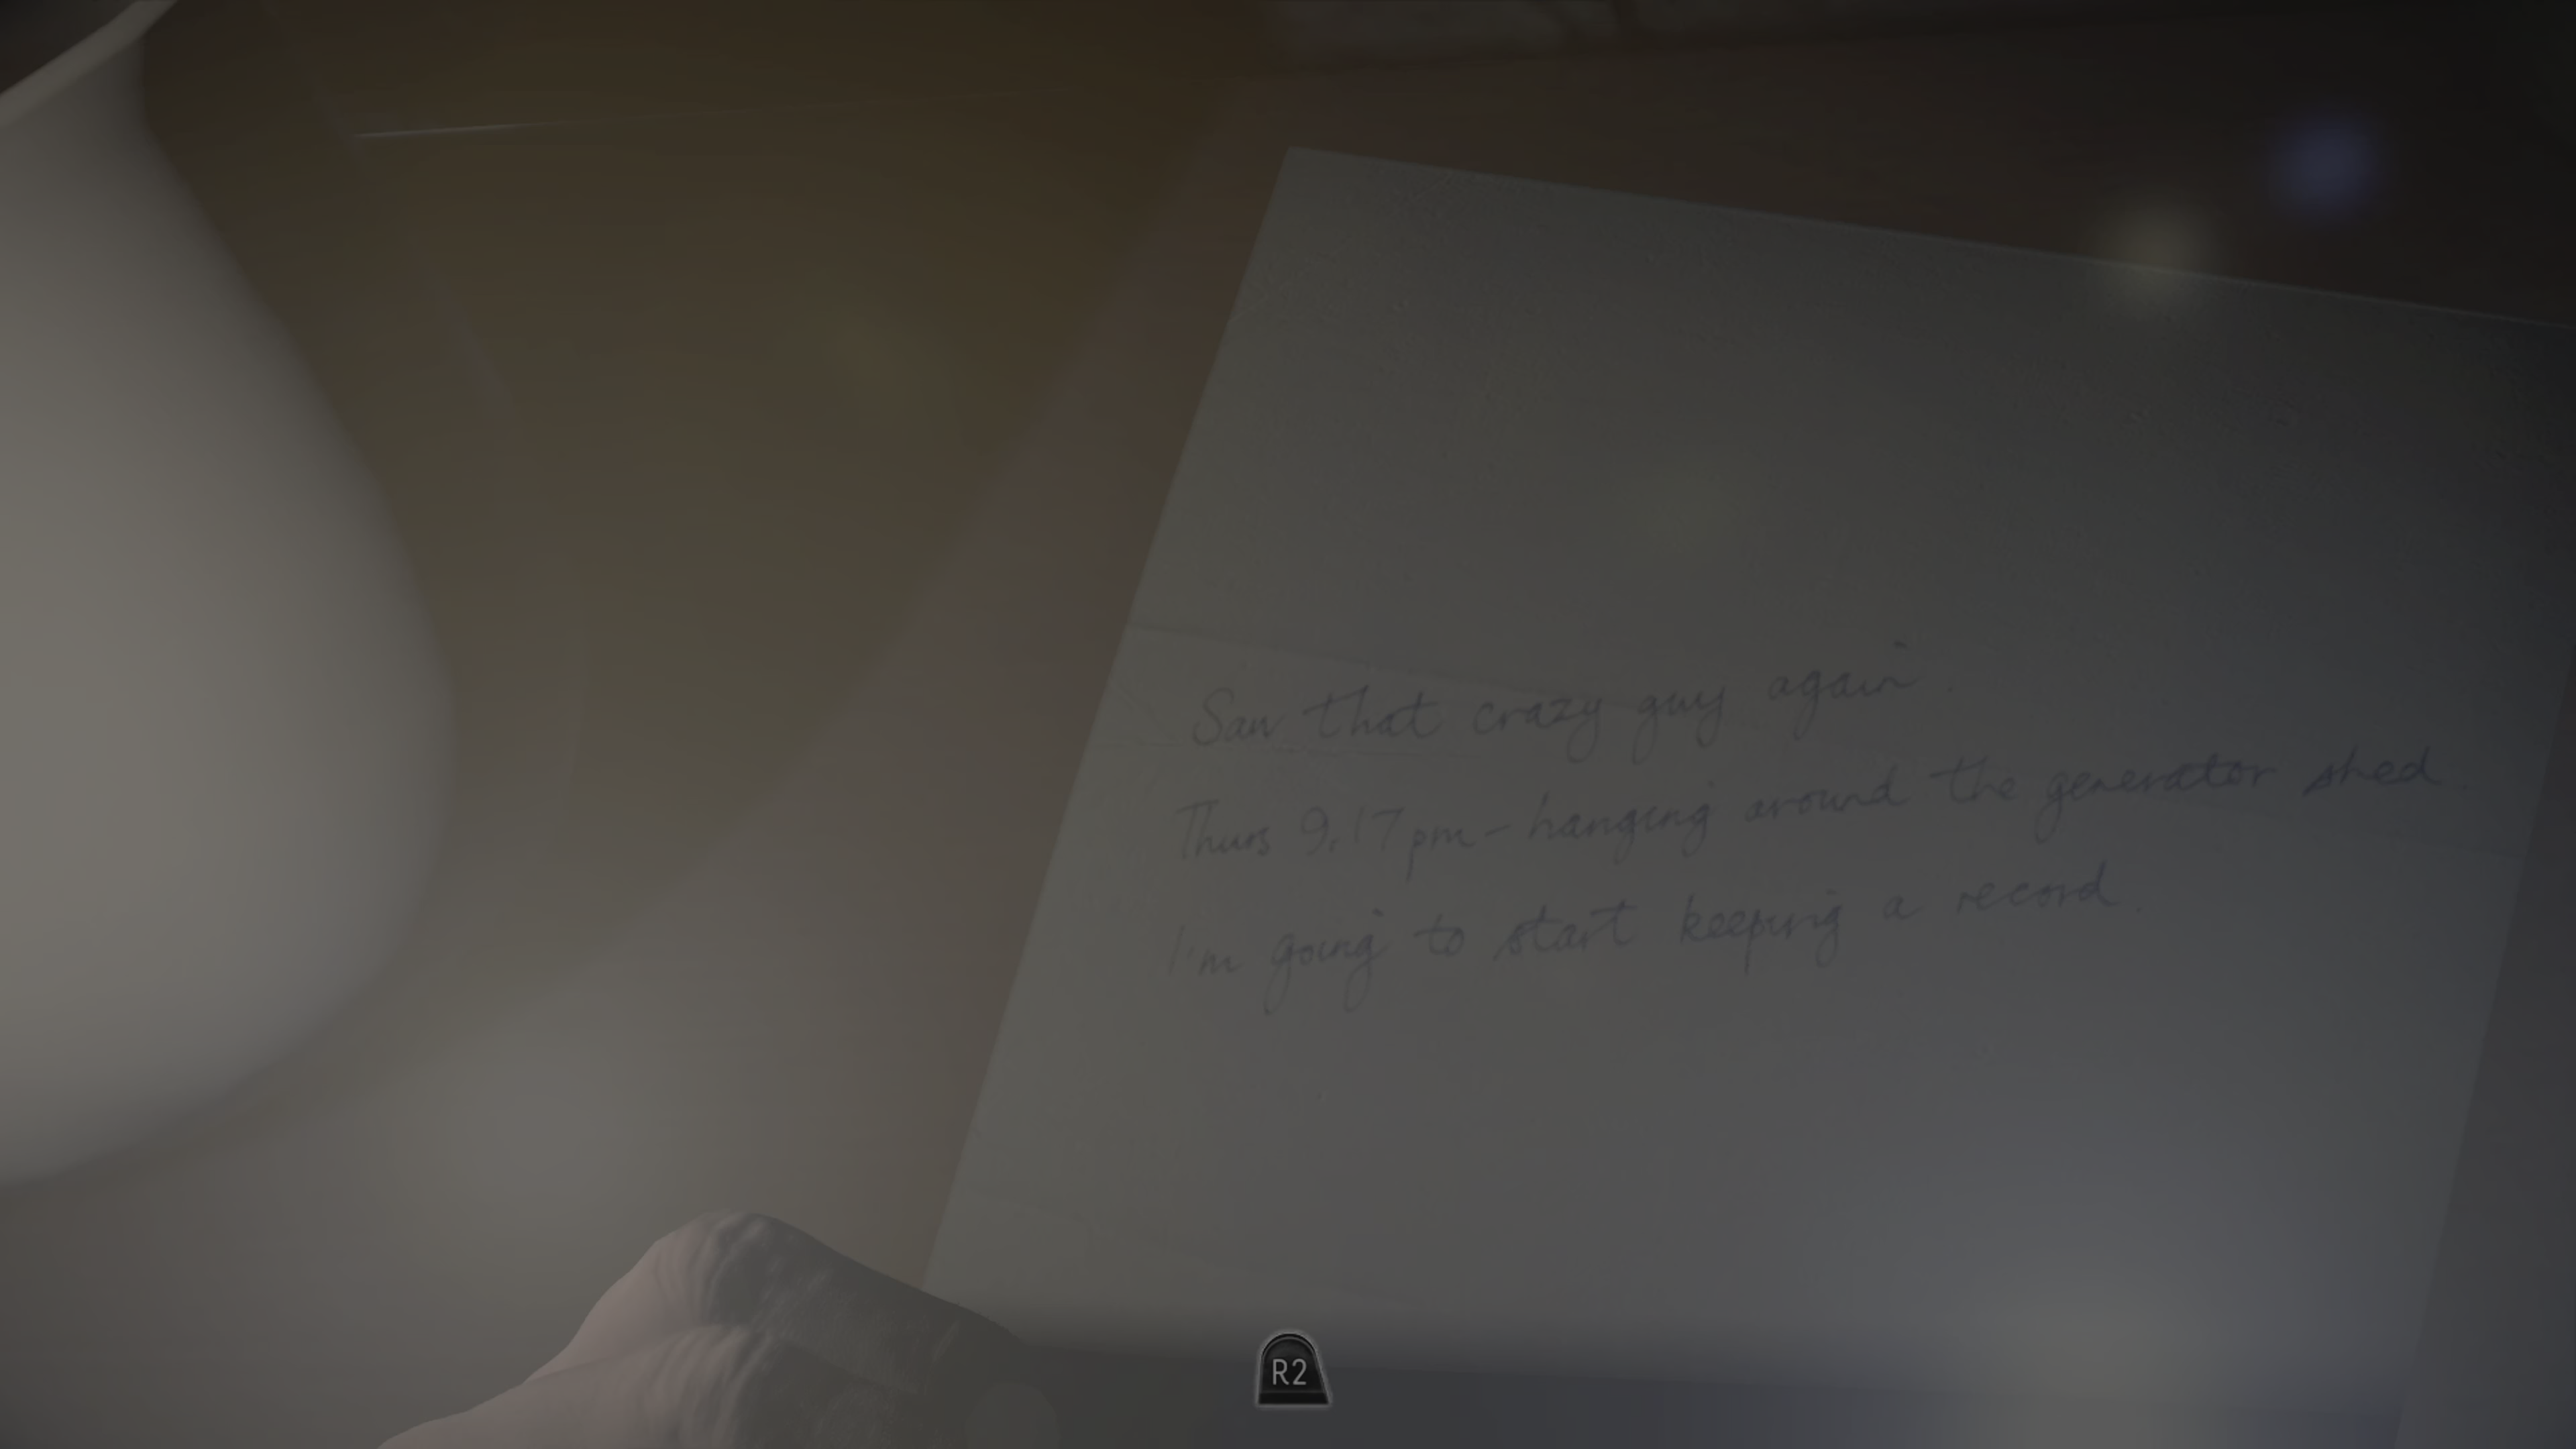 Saw that crazy guy again.
Thurs 9.17pm - hanging around the generator shed.
I'm going to start keeping a record.
R2